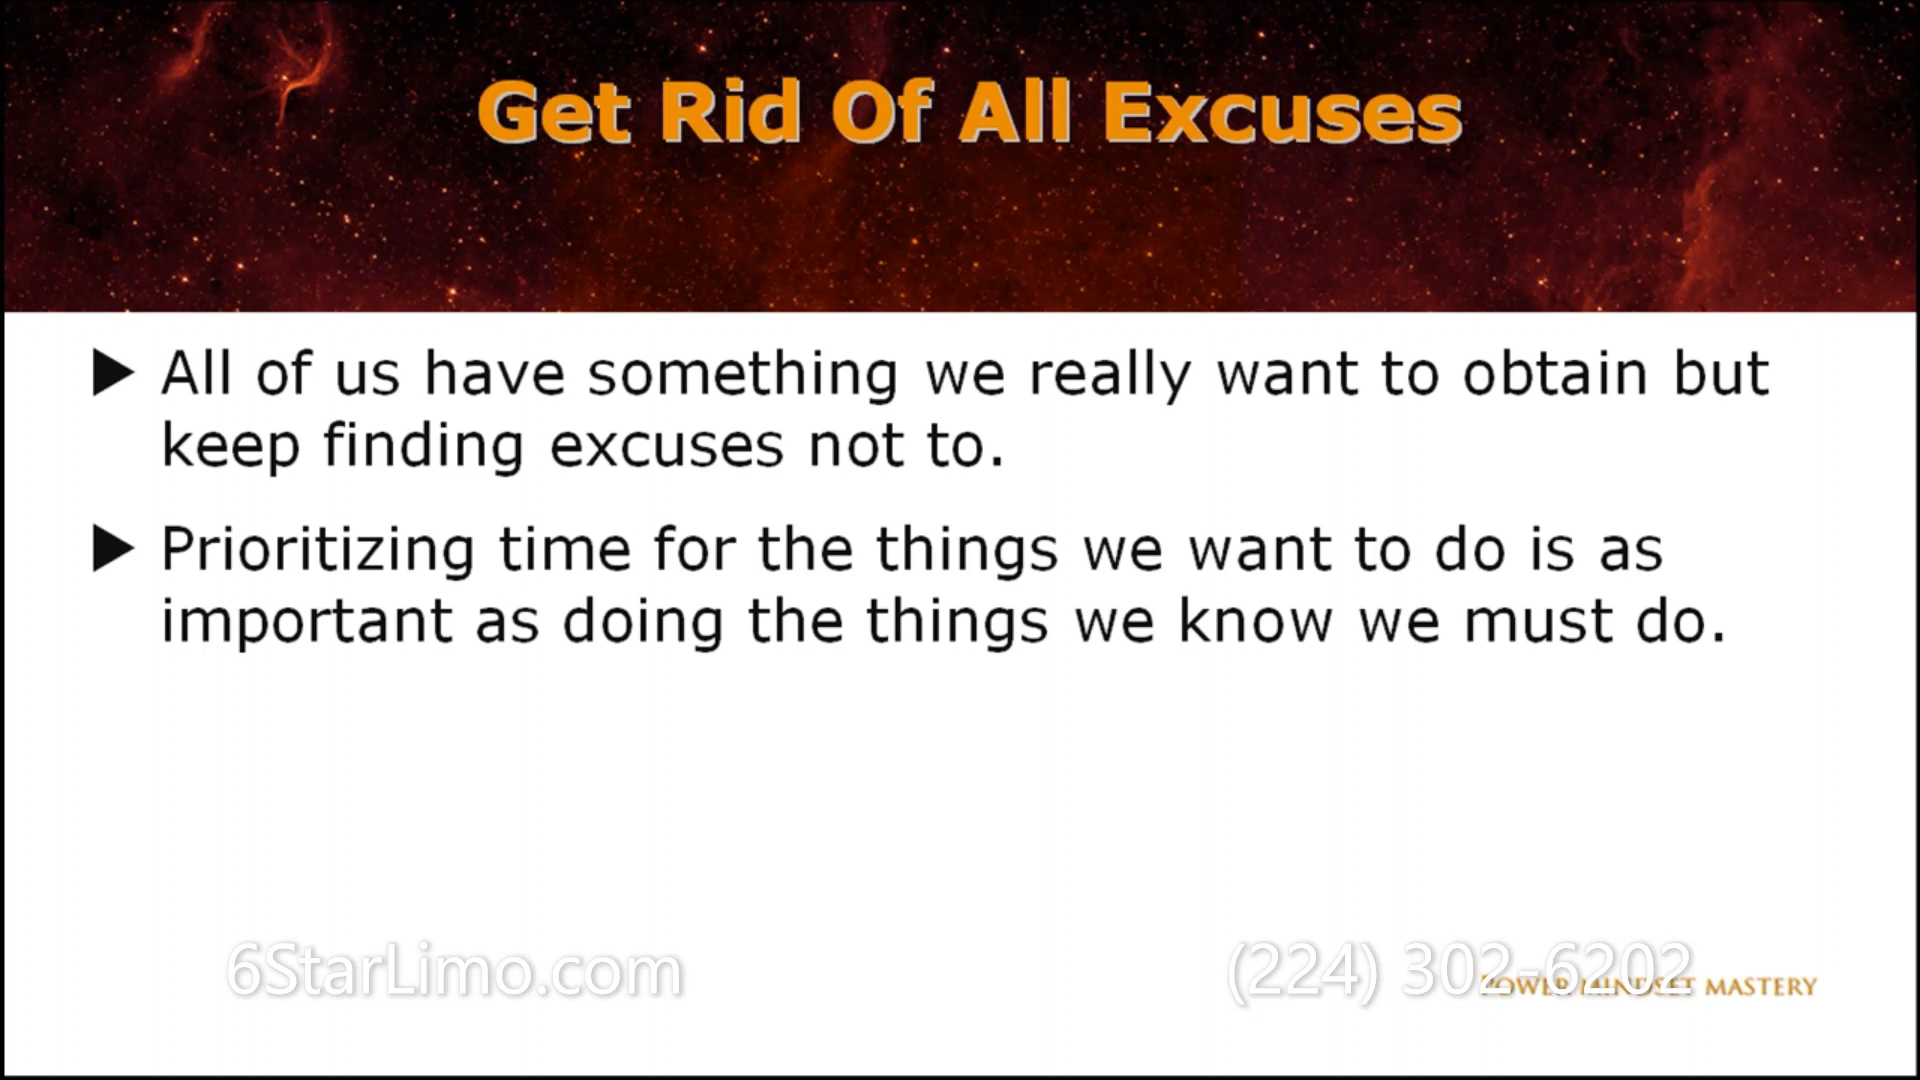 Get Rid Of All Excuses
▶ All of us have something we really want to obtain but
keep finding excuses not to.
▶ Prioritizing time for the things we want to do is as
important as doing the things we know we must do.
6StarLimo.com
(224) 302-6202
POWER MINDSET MASTERY